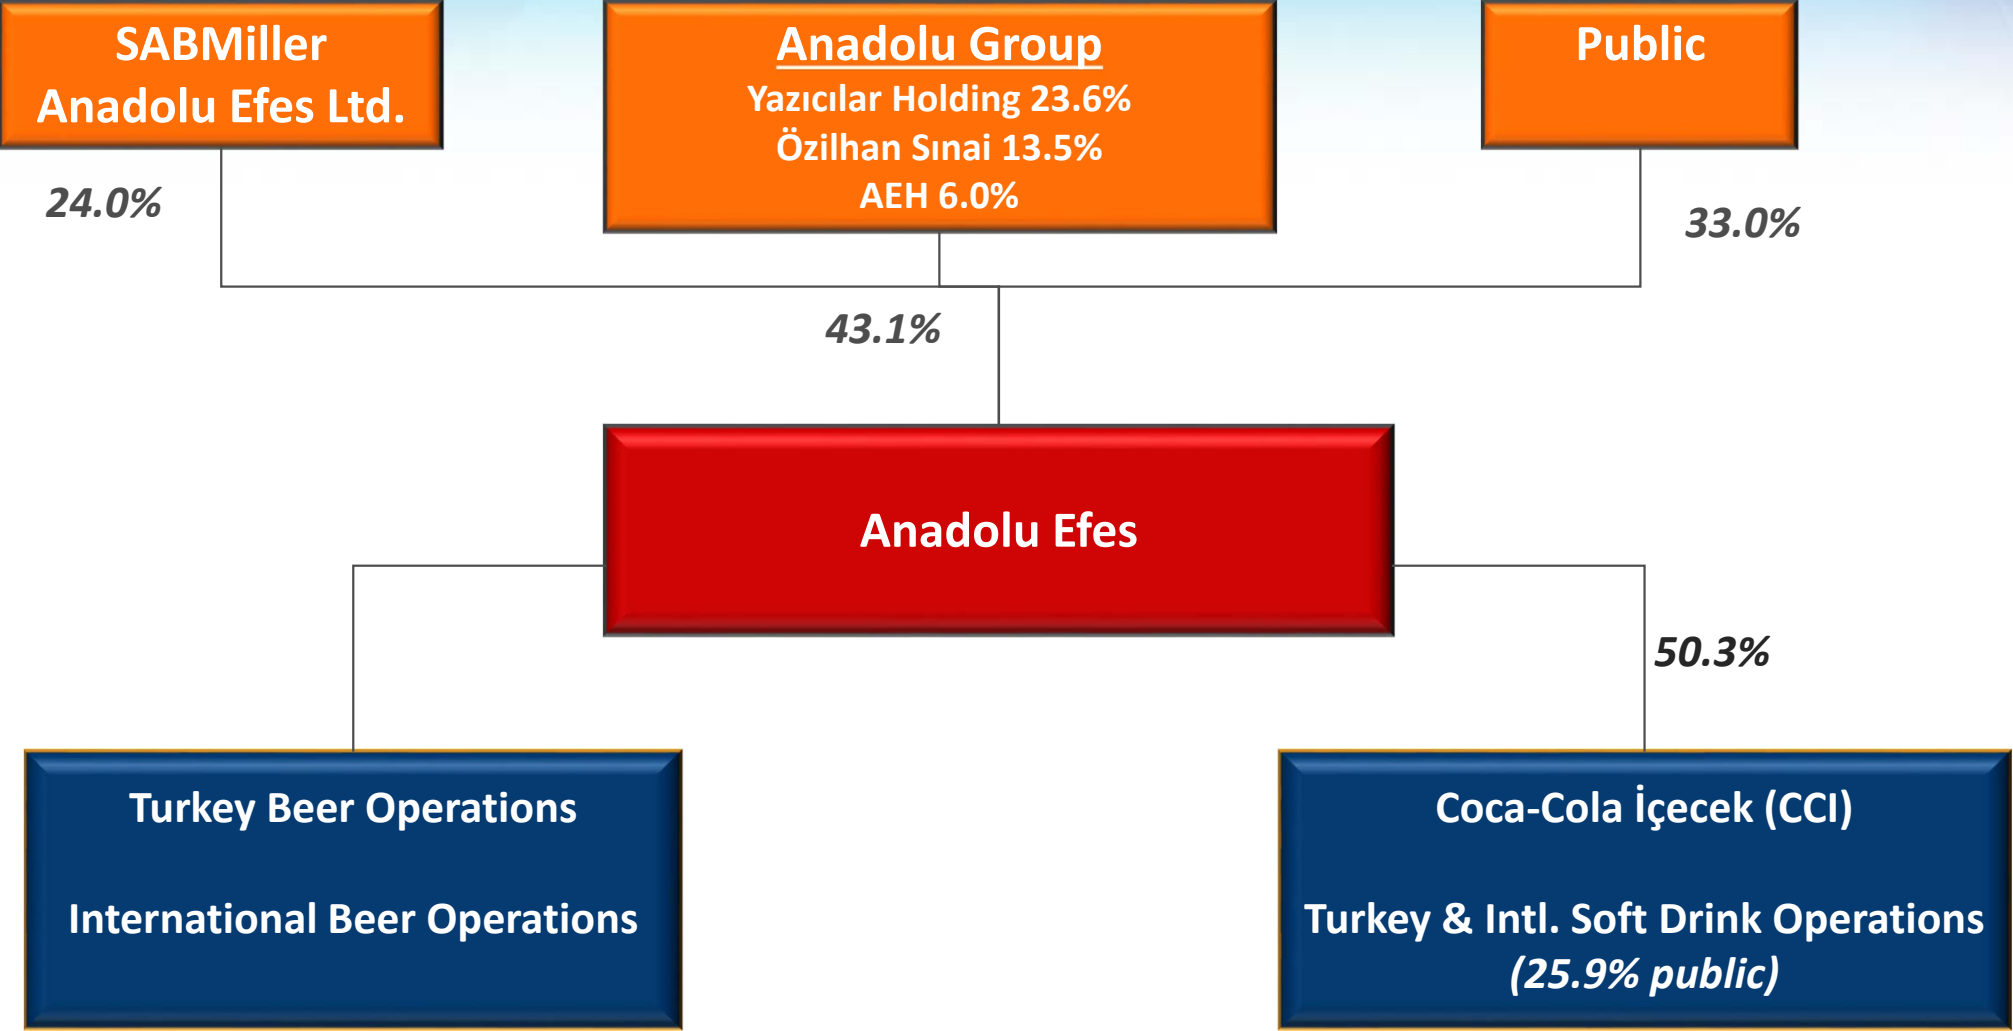 SABMiller
Anadolu Efes Ltd.
Anadolu Group
Yazıcılar Holding 23.6%
Özilhan Sınai 13.5%
AEH 6.0%
Public
24.0%
33.0%
43.1%
Anadolu Efes
50.3%
Turkey Beer Operations
International Beer Operations
Coca-Cola İçecek (CCI)
Turkey & Intl. Soft Drink Operations
(25.9% public)